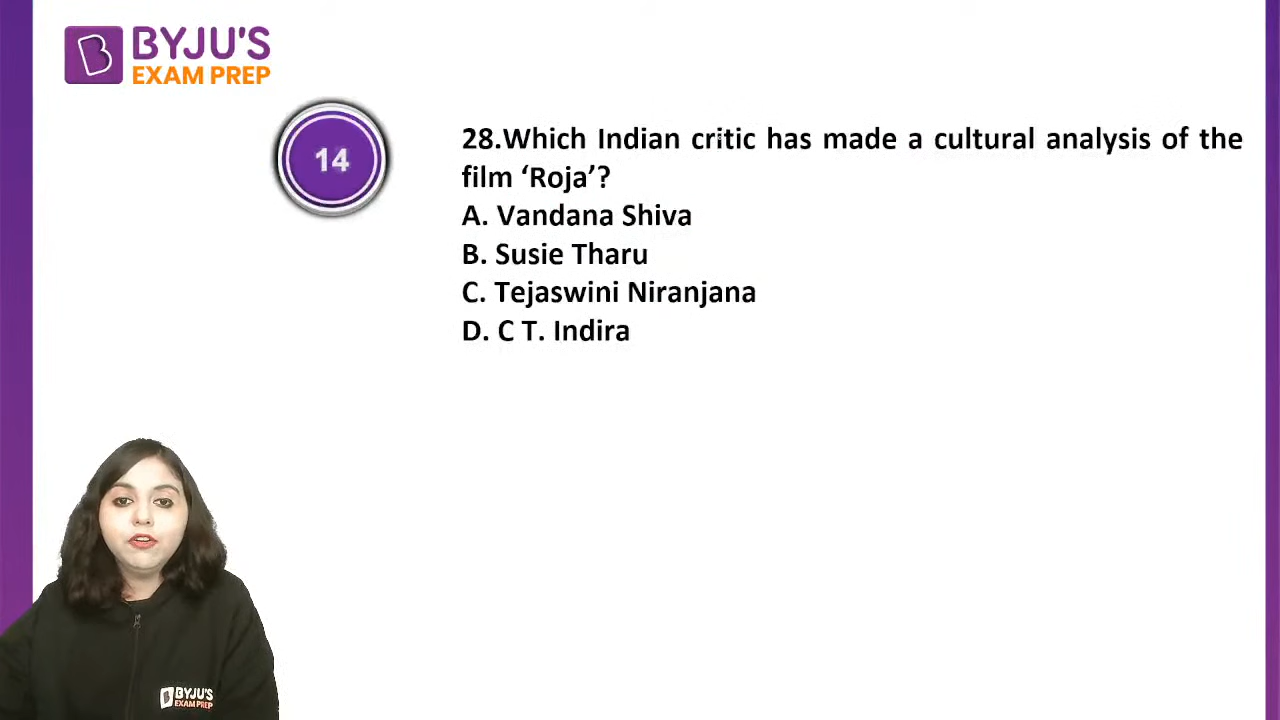 BYJU'S
EXAM PREP
14
28.Which Indian critic has made a cultural analysis of the
film ‘Roja’?
A. Vandana Shiva
B. Susie Tharu
C. Tejaswini Niranjana
D. C T. Indira
BYJU'S
EXAM PREP